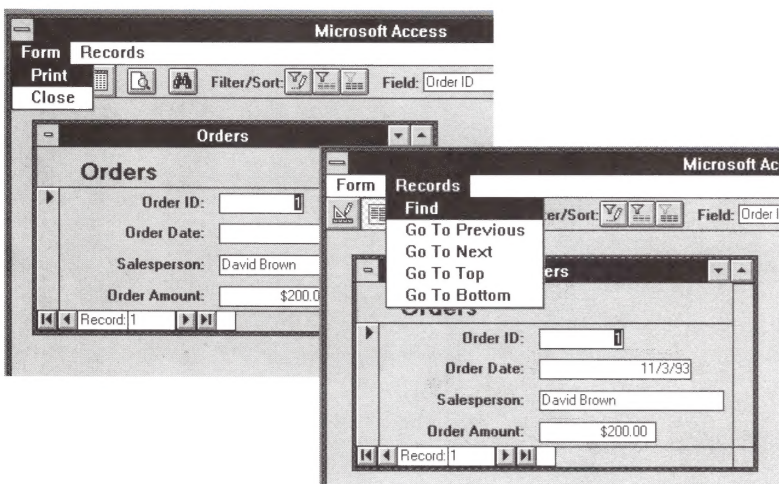 Microsoft Access
Form Records
Print
Close
Filter/Sort: Field: Order ID
Orders
Orders
Order ID: 1
Order Date:
Salesperson: David Brown
Order Amount: $200.0
Record: 1
Microsoft Ac
Form Records
Find
Go To Previous
Go To Next
Go To Top
Go To Bottom
er/Sort: Field: Order I
ers
Orders
Order ID: 1
Order Date: 11/3/93
Salesperson: David Brown
Order Amount: $200.00
Record: 1